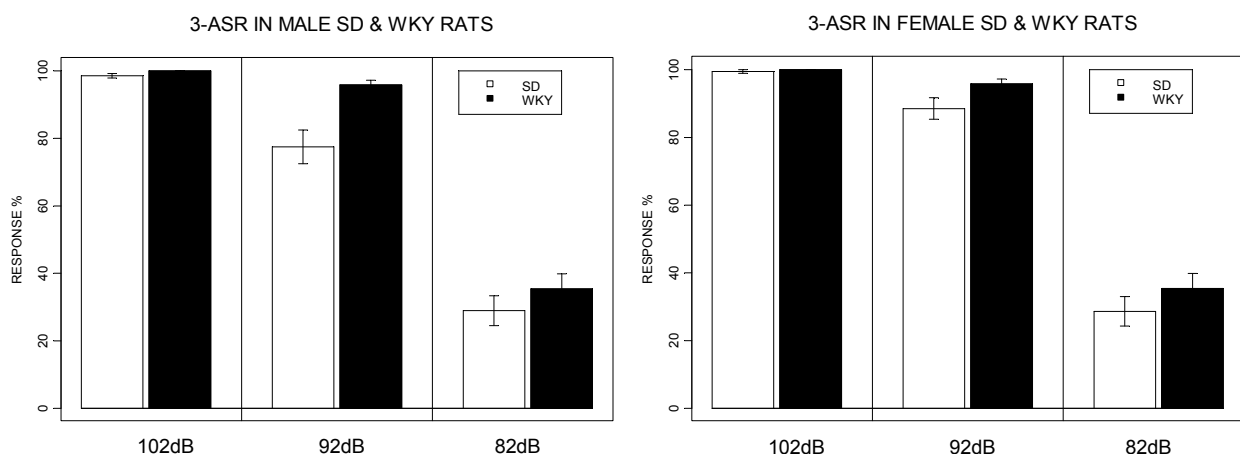 3-ASR IN MALE SD & WKY RATS
RESPONSE %
100
80
60
40
20
0
SD
WKY
102dB 92dB 82dB
3-ASR IN FEMALE SD & WKY RATS
RESPONSE %
100
80
60
40
20
0
SD
WKY
102dB 92dB 82dB